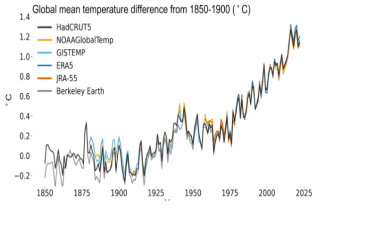 Global mean temperature difference from 1850-1900 (°C)
1.4
1.2
1.0
0.8
0.6
0.4
0.2
0.0
−0.2
°C
HadCRUT5
NOAAGlobalTemp
GISTEMP
ERA5
JRA-55
Berkeley Earth
1850 1875 1900 1925 1950 1975 2000 2025